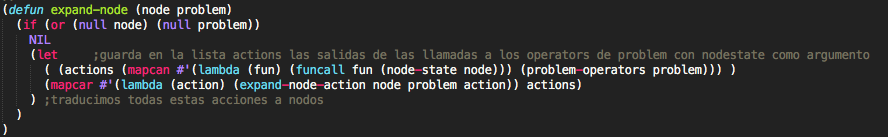 (defun expand-node (node problem)
  (if (or (null node) (null problem))
    NIL
    (let     ;guarda en la lista actions las salidas de las llamadas a los operators de problem con nodestate como argumento
      ( (actions (mapcan #'(lambda (fun) (funcall fun (node-state node))) (problem-operators problem))) )
      (mapcar #'(lambda (action) (expand-node-action node problem action)) actions)
    ) ;traducimos todas estas acciones a nodos
  )
)